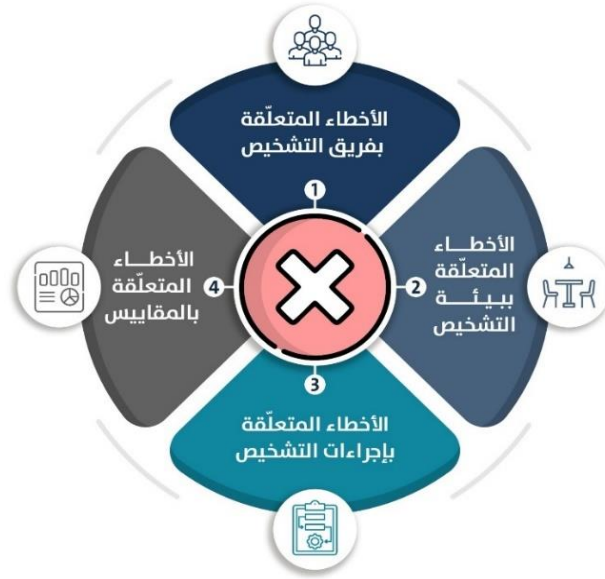 الأخطاء المتعلّقة
بفريق التشخيص
1
الأخطــاء
المتعلّقة
ببيـئـــة
التشخيص
2
3
الأخطاء المتعلّقة
بإجراءات التشخيص
الأخطــاء
المتعلّقة
بالمقاييس
4